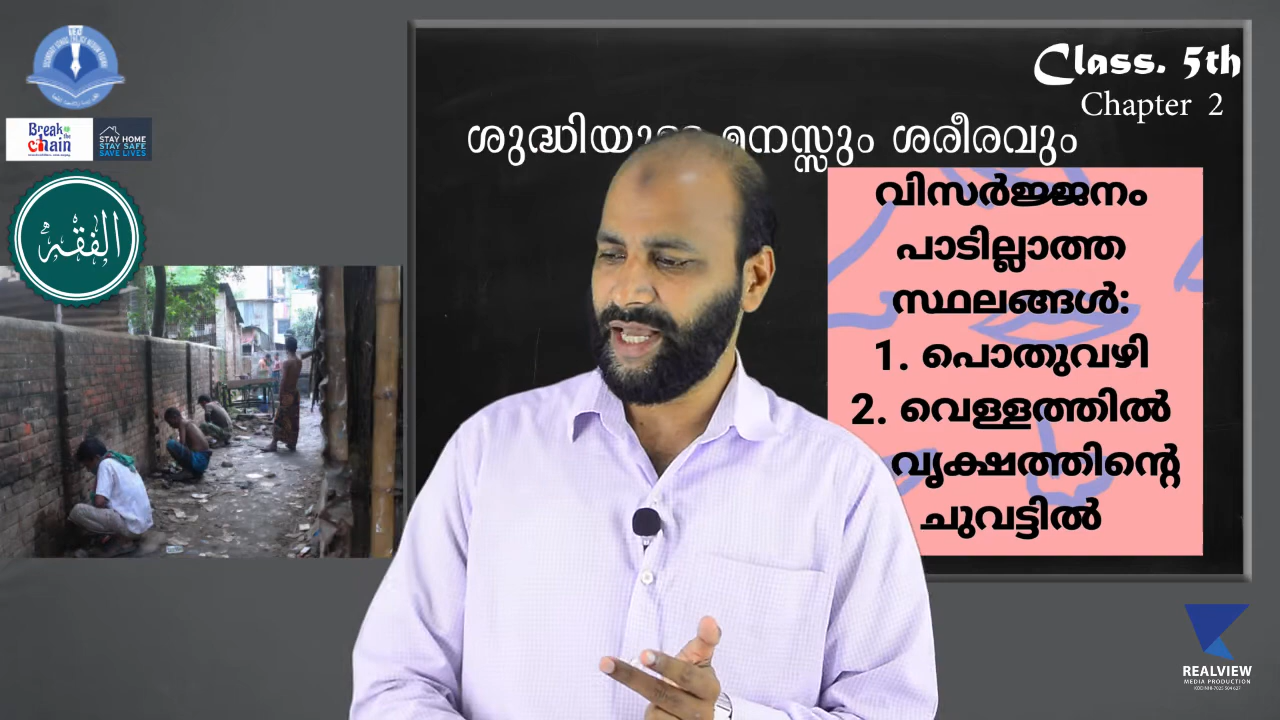 Class. 5th
Chapter 2
മനസ്സും ശരീരവും
വിസർജ്ജനം
പാടില്ലാത്ത
സ്ഥലങ്ങൾ:
1. പൊതുവഴി
2. വെള്ളത്തിൽ
വൃക്ഷത്തിന്റെ
ചുവട്ടിൽ
Break the
chain
STAY HOME
STAY SAFE
SAVE LIVES
الفقه
REALVIEW
MEDIA PRODUCTION